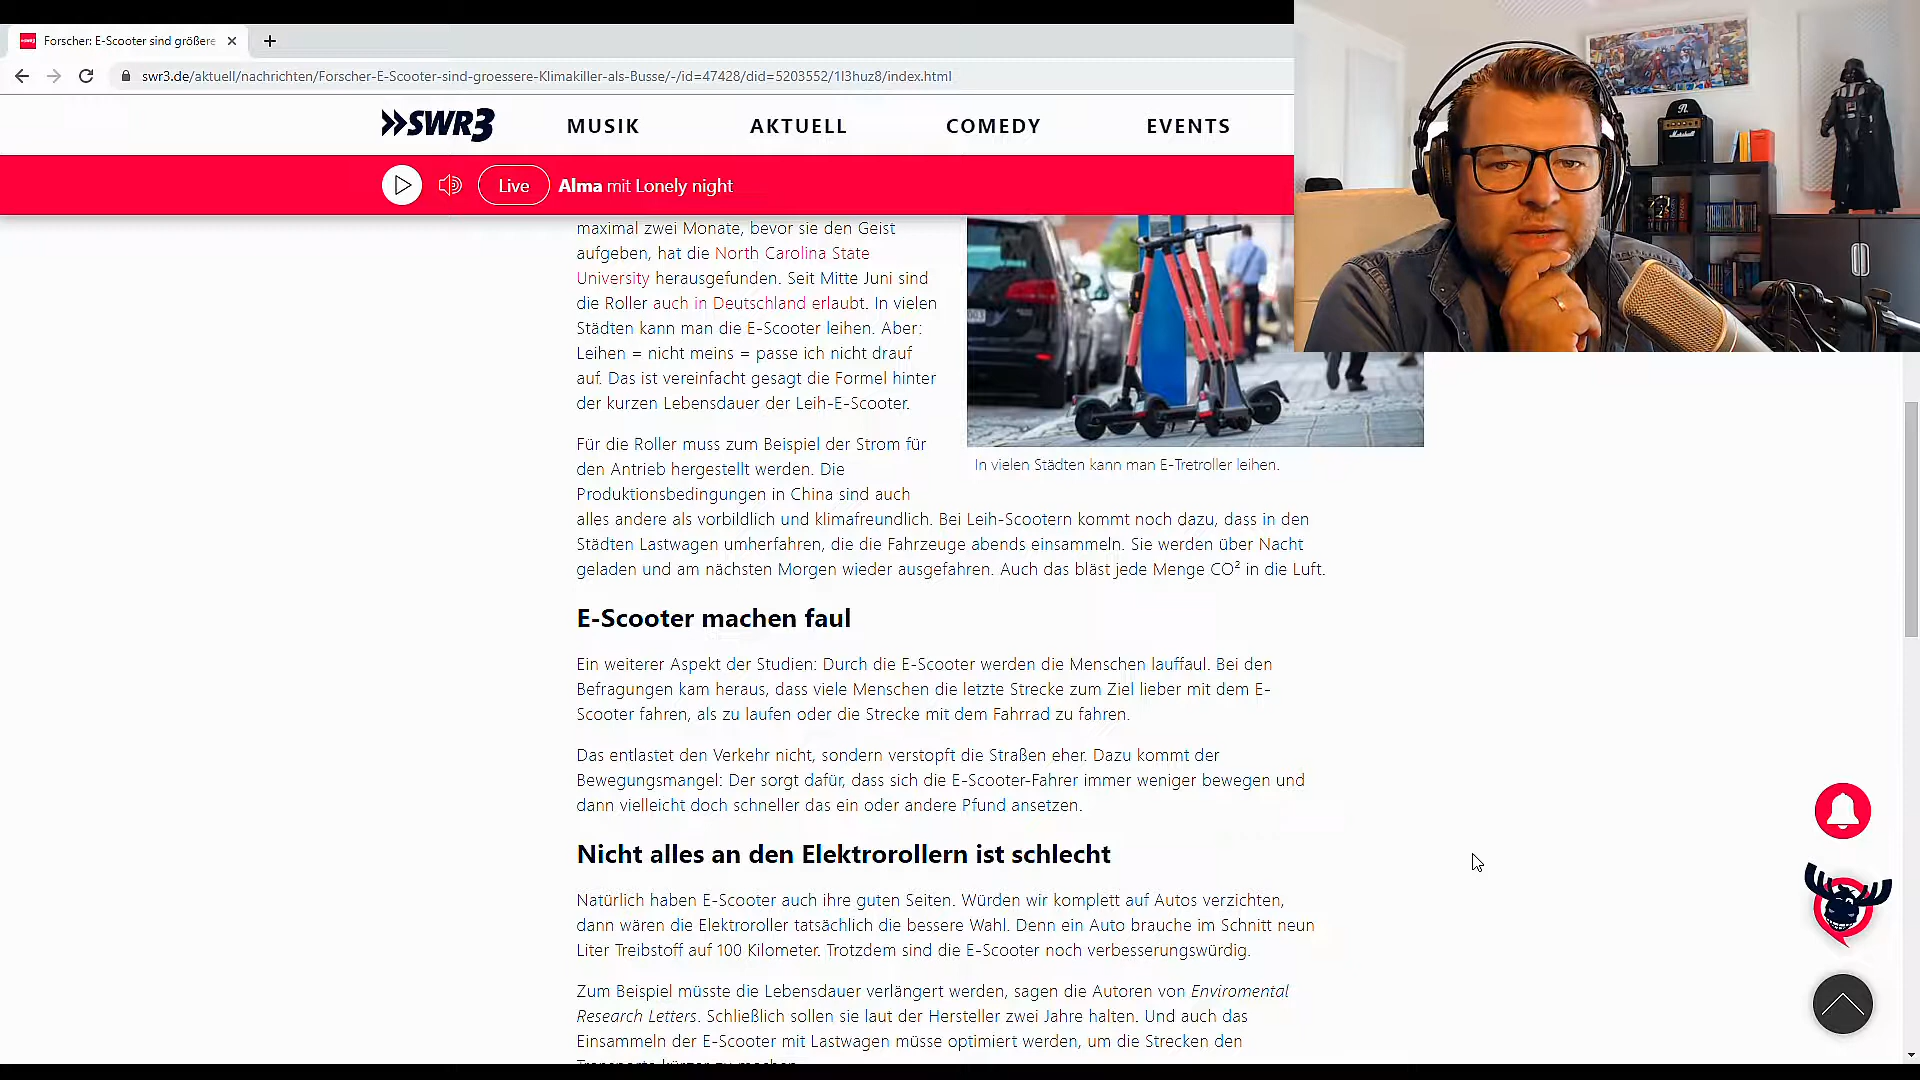 Forscher: E-Scooter sind größere
swr3.de/aktuell/nachrichten/Forscher-E-Scooter-sind-groessere-Klimakiller-als-Busse/-/id=47428/did=5203552/1l3huz8/index.html
SWR3
MUSIK
AKTUELL
COMEDY
EVENTS
Live
Alma mit Lonely night
maximal zwei Monate, bevor sie den Geist
aufgeben, hat die North Carolina State
University herausgefunden. Seit Mitte Juni sind
die Roller auch in Deutschland erlaubt. In vielen
Städten kann man die E-Scooter leihen. Aber:
Leihen = nicht meins = passe ich nicht drauf
auf. Das ist vereinfacht gesagt die Formel hinter
der kurzen Lebensdauer der Leih-E-Scooter.
In vielen Städten kann man E-Tretroller leihen.
Für die Roller muss zum Beispiel der Strom für
den Antrieb hergestellt werden. Die
Produktionsbedingungen in China sind auch
alles andere als vorbildlich und klimafreundlich. Bei Leih-Scootern kommt noch dazu, dass in den
Städten Lastwagen umherfahren, die die Fahrzeuge abends einsammeln. Sie werden über Nacht
geladen und am nächsten Morgen wieder ausgefahren. Auch das bläst jede Menge CO² in die Luft.
E-Scooter machen faul
Ein weiterer Aspekt der Studien: Durch die E-Scooter werden die Menschen lauffaul. Bei den
Befragungen kam heraus, dass viele Menschen die letzte Strecke zum Ziel lieber mit dem E-
Scooter fahren, als zu laufen oder die Strecke mit dem Fahrrad zu fahren.
Das entlastet den Verkehr nicht, sondern verstopft die Straßen eher. Dazu kommt der
Bewegungsmangel: Der sorgt dafür, dass sich die E-Scooter-Fahrer immer weniger bewegen und
dann vielleicht doch schneller das ein oder andere Pfund ansetzen.
Nicht alles an den Elektrorollern ist schlecht
Natürlich haben E-Scooter auch ihre guten Seiten. Würden wir komplett auf Autos verzichten,
dann wären die Elektroroller tatsächlich die bessere Wahl. Denn ein Auto brauche im Schnitt neun
Liter Treibstoff auf 100 Kilometer. Trotzdem sind die E-Scooter noch verbesserungswürdig.
Zum Beispiel müsste die Lebensdauer verlängert werden, sagen die Autoren von Enviromental
Research Letters. Schließlich sollen sie laut der Hersteller zwei Jahre halten. Und auch das
Einsammeln der E-Scooter mit Lastwagen müsse optimiert werden, um die Strecken den
Marshall